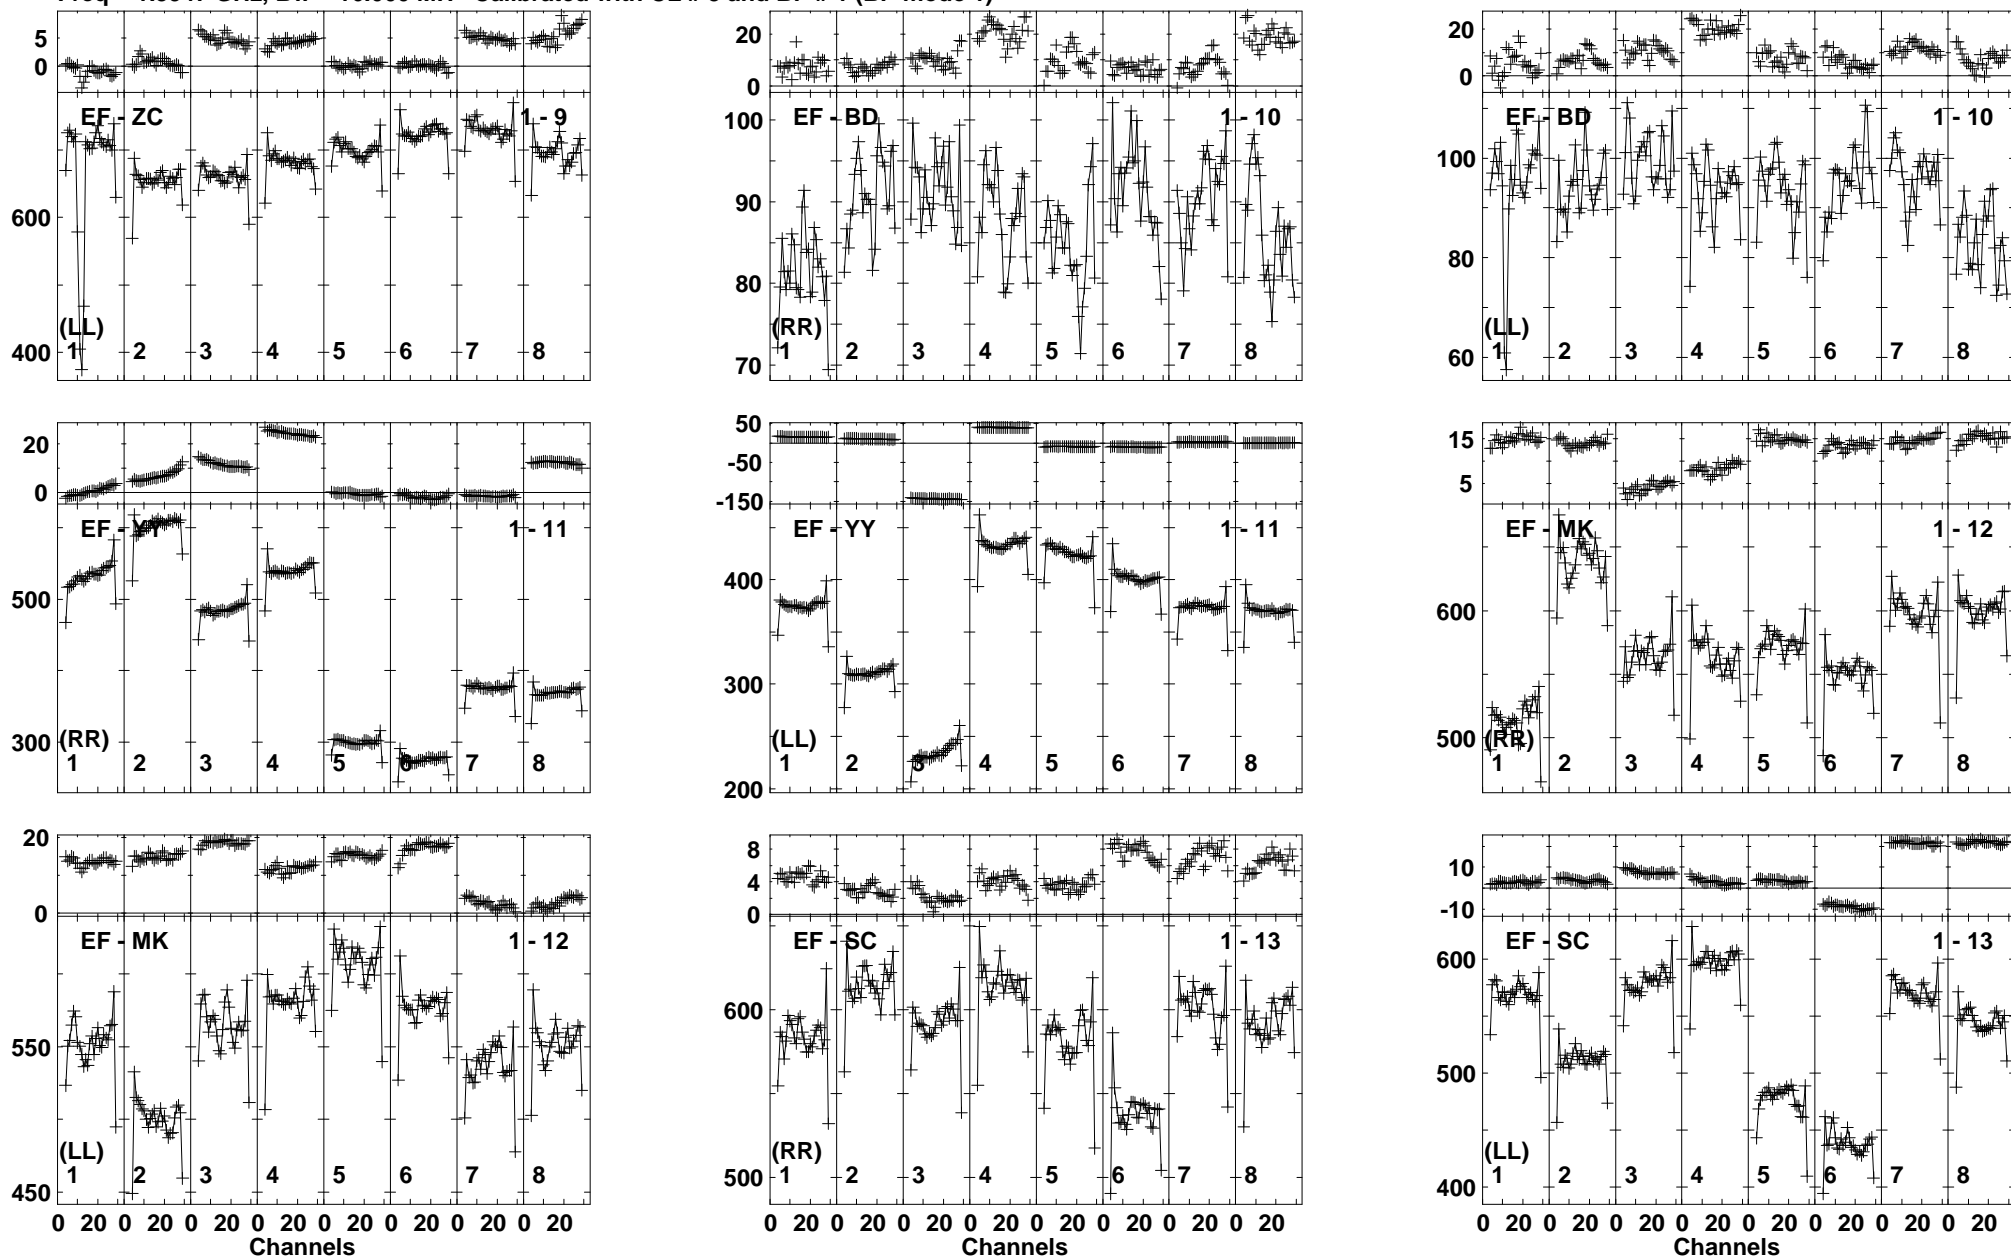 5
0
EF - ZC 1 - 9
600
400
(LL)
1 2 3 4 5 6 7 8
20
0
EF - BD 1 - 10
100
90
80
70
(RR)
1 2 3 4 5 6 7 8
20
0
EF - BD 1 - 10
100
80
60
(LL)
1 2 3 4 5 6 7 8
20
0
EF - YY 1 - 11
500
300
(RR)
1 2 3 4 5 6 7 8
50
-50
-150
EF - YY 1 - 11
400
300
200
(LL)
1 2 3 4 5 6 7 8
15
5
EF - MK 1 - 12
600
500
(RR)
1 2 3 4 5 6 7 8
20
0
EF - MK 1 - 12
550
450
(LL)
1 2 3 4 5 6 7 8
0 20 0 20 0 20 0 20 0 20 0 20 0 20 0 20
Channels
8
4
0
EF - SC 1 - 13
600
500
(RR)
1 2 3 4 5 6 7 8
0 20 0 20 0 20 0 20 0 20 0 20 0 20 0 20
Channels
10
-10
EF - SC 1 - 13
600
500
400
(LL)
1 2 3 4 5 6 7 8
0 20 0 20 0 20 0 20 0 20 0 20 0 20 0 20
Channels